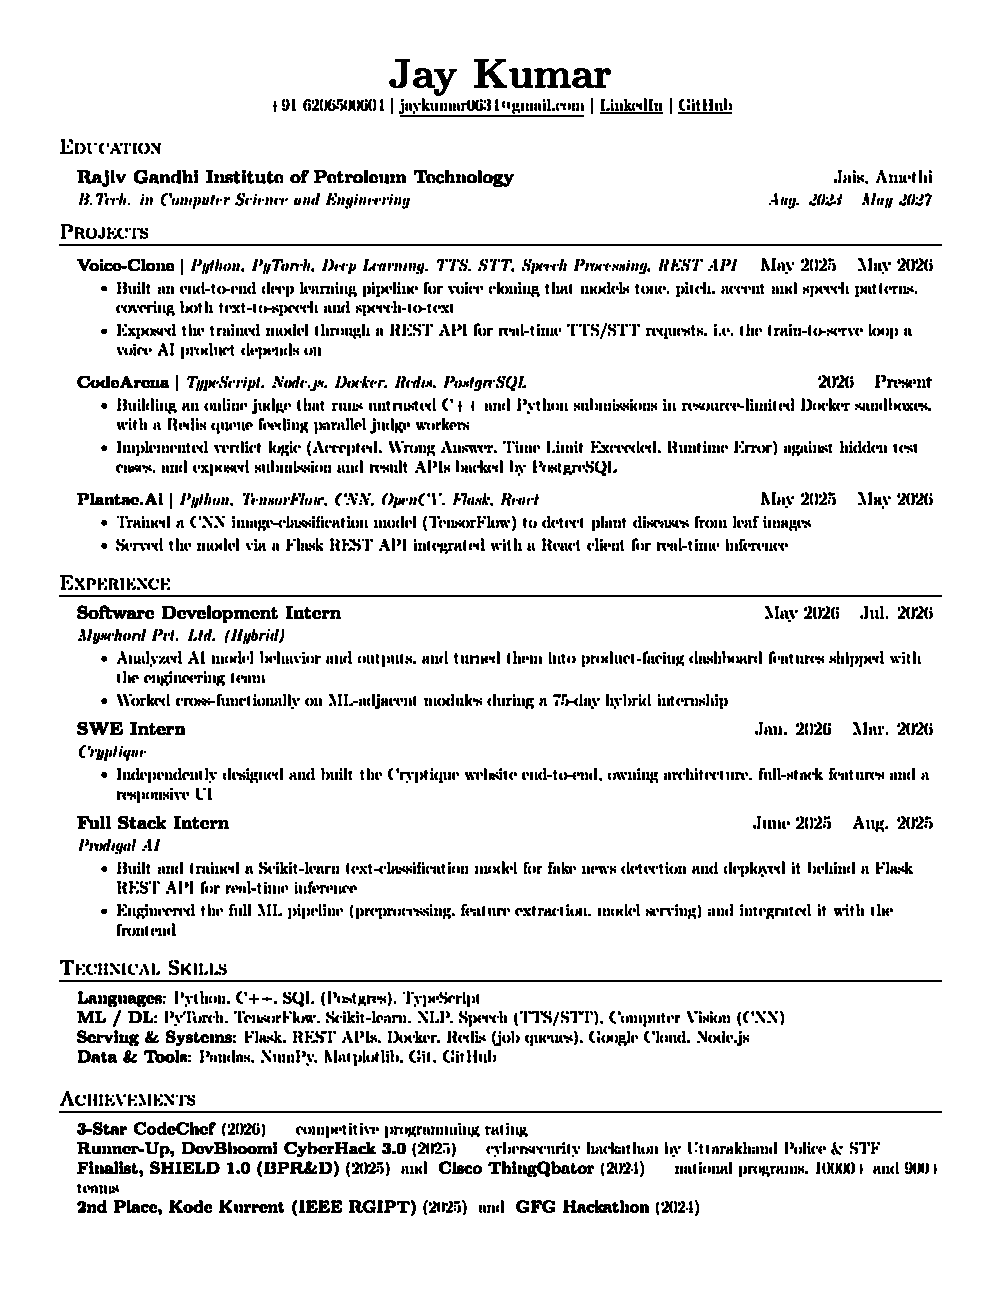 Jay Kumar
+91 6206500601 | jaykumar0631@gmail.com | LinkedIn | GitHub
EDUCATION
Rajiv Gandhi Institute of Petroleum Technology Jais, Amethi
B.Tech. in Computer Science and Engineering Aug. 2023 May 2027
PROJECTS
Voice-Clone | Python, PyTorch, Deep Learning, TTS, STT, Speech Processing, REST API May 2025 May 2026
• Built an end-to-end deep learning pipeline for voice cloning that models tone, pitch, accent and speech patterns,
covering both text-to-speech and speech-to-text
• Exposed the trained model through a REST API for real-time TTS/STT requests, i.e. the train-to-serve loop a
voice AI product depends on
CodeArena | TypeScript, Node.js, Docker, Redis, PostgreSQL 2026 Present
• Building an online judge that runs untrusted C++ and Python submissions in resource-limited Docker sandboxes,
with a Redis queue feeding parallel judge workers
• Implemented verdict logic (Accepted, Wrong Answer, Time Limit Exceeded, Runtime Error) against hidden test
cases, and exposed submission and result APIs backed by PostgreSQL
Plantae.AI | Python, TensorFlow, CNN, OpenCV, Flask, React May 2025 May 2026
• Trained a CNN image-classification model (TensorFlow) to detect plant diseases from leaf images
• Served the model via a Flask REST API integrated with a React client for real-time inference
EXPERIENCE
Software Development Intern May 2026 Jul. 2026
Myschord Pvt. Ltd. (Hybrid)
• Analyzed AI model behavior and outputs, and turned them into product-facing dashboard features shipped with
the engineering team
• Worked cross-functionally on ML-adjacent modules during a 75-day hybrid internship
SWE Intern Jan. 2026 Mar. 2026
Cryptique
• Independently designed and built the Cryptique website end-to-end, owning architecture, full-stack features and a
responsive UI
Full Stack Intern June 2025 Aug. 2025
Prodigal AI
• Built and trained a Scikit-learn text-classification model for fake news detection and deployed it behind a Flask
REST API for real-time inference
• Engineered the full ML pipeline (preprocessing, feature extraction, model serving) and integrated it with the
frontend
TECHNICAL SKILLS
Languages: Python, C++, SQL (Postgres), TypeScript
ML / DL: PyTorch, TensorFlow, Scikit-learn, NLP, Speech (TTS/STT), Computer Vision (CNN)
Serving & Systems: Flask, REST APIs, Docker, Redis (job queues), Google Cloud, Node.js
Data & Tools: Pandas, NumPy, Matplotlib, Git, GitHub
ACHIEVEMENTS
3-Star CodeChef (2026) competitive programming rating
Runner-Up, DevBhoomi CyberHack 3.0 (2025) cybersecurity hackathon by Uttarakhand Police & STF
Finalist, SHIELD 1.0 (BPR&D) (2025) and Cisco ThingQbator (2024) national programs, 10000+ and 900+
teams
2nd Place, Kode Kurrent (IEEE RGIPT) (2025) and GFG Hackathon (2024)